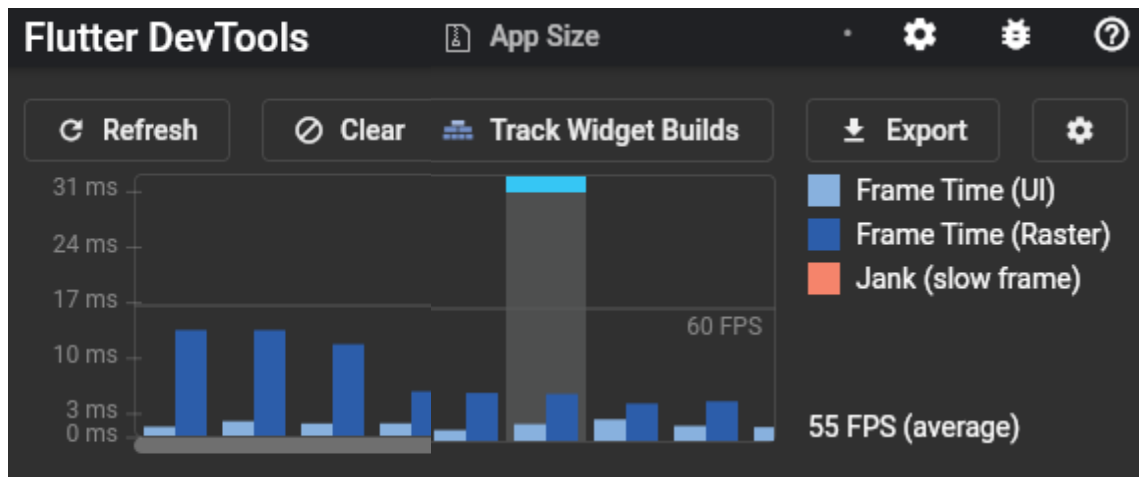 Flutter DevTools
App Size
Refresh
Clear
Track Widget Builds
Export
31 ms
24 ms
17 ms
10 ms
3 ms
0 ms
60 FPS
Frame Time (UI)
Frame Time (Raster)
Jank (slow frame)
55 FPS (average)